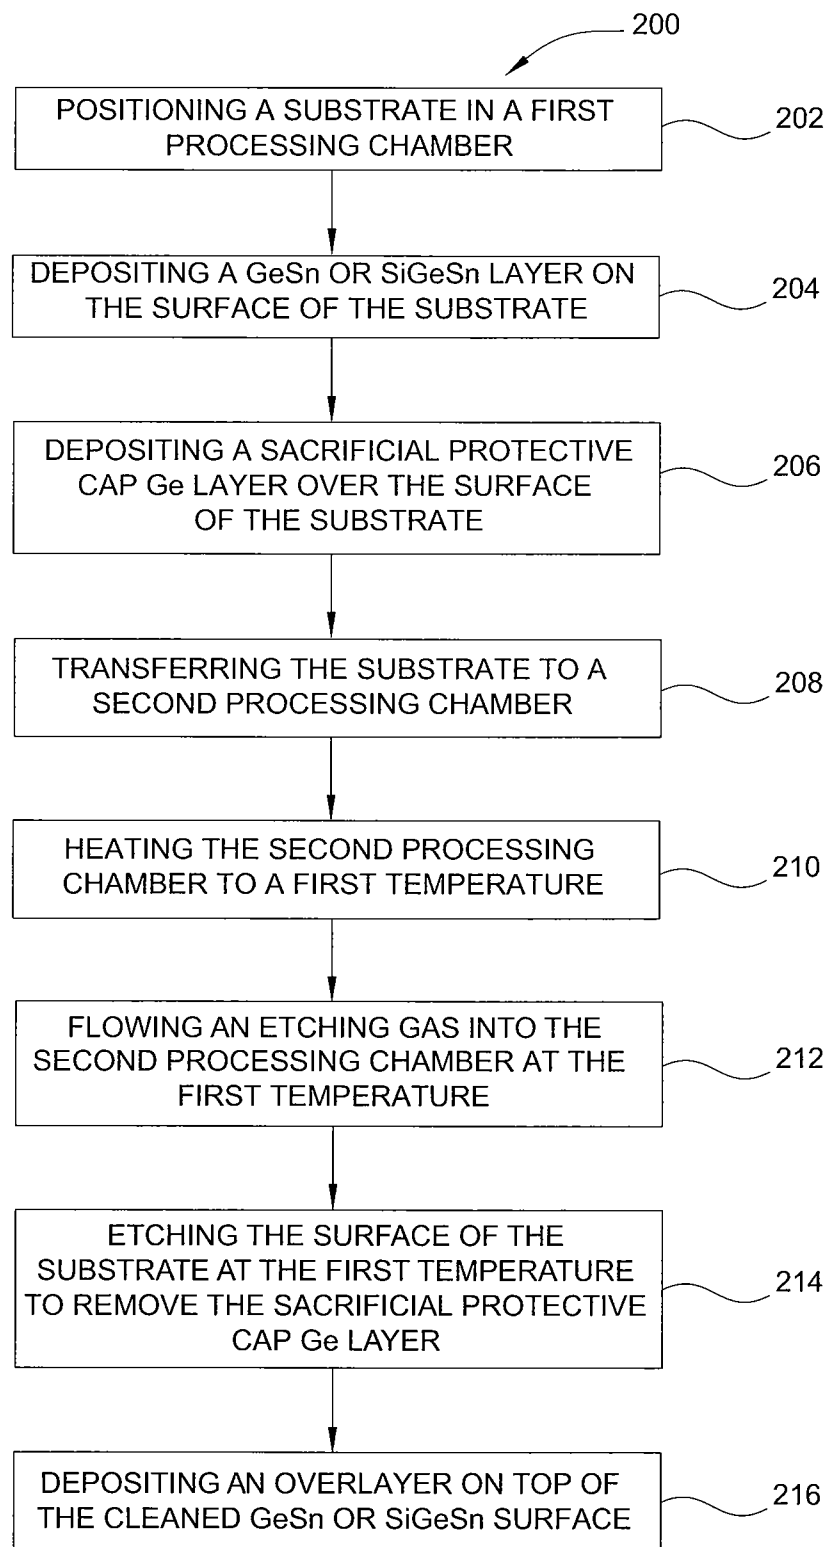 200
POSITIONING A SUBSTRATE IN A FIRST
PROCESSING CHAMBER
202
DEPOSITING A GeSn OR SiGeSn LAYER ON
THE SURFACE OF THE SUBSTRATE
204
DEPOSITING A SACRIFICIAL PROTECTIVE
CAP Ge LAYER OVER THE SURFACE
OF THE SUBSTRATE
206
TRANSFERRING THE SUBSTRATE TO A
SECOND PROCESSING CHAMBER
208
HEATING THE SECOND PROCESSING
CHAMBER TO A FIRST TEMPERATURE
210
FLOWING AN ETCHING GAS INTO THE
SECOND PROCESSING CHAMBER AT THE
FIRST TEMPERATURE
212
ETCHING THE SURFACE OF THE
SUBSTRATE AT THE FIRST TEMPERATURE
TO REMOVE THE SACRIFICIAL PROTECTIVE
CAP Ge LAYER
214
DEPOSITING AN OVERLAYER ON TOP OF
THE CLEANED GeSn OR SiGeSn SURFACE
216